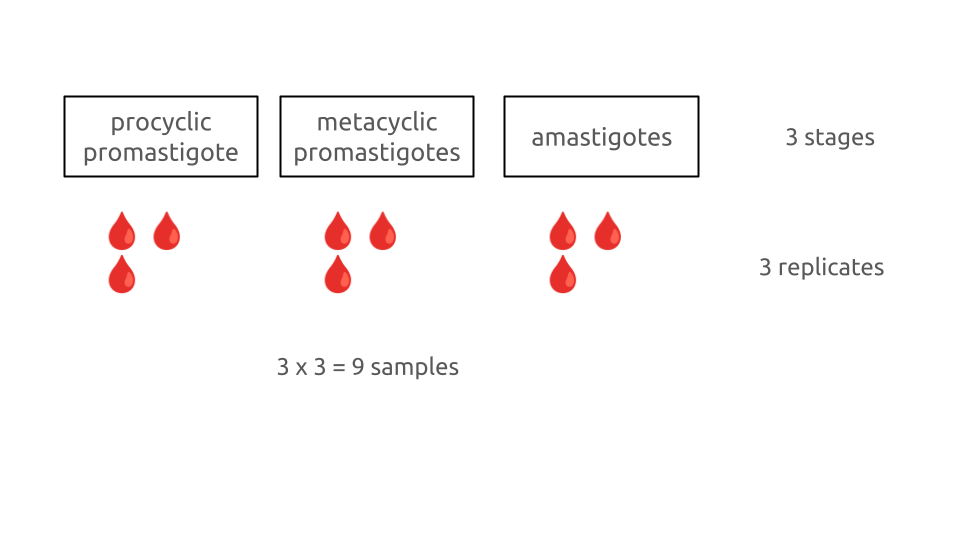 procyclic
promastigote
metacyclic
promastigotes
amastigotes
3 stages
3 replicates
3 x 3 = 9 samples